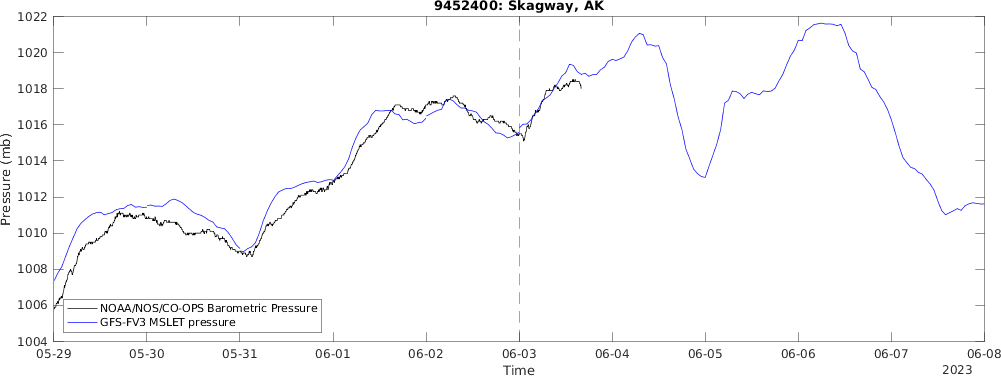 9452400: Skagway, AK
Pressure (mb)
1022
1020
1018
1016
1014
1012
1010
1008
1006
1004
NOAA/NOS/CO-OPS Barometric Pressure
GFS-FV3 MSLET pressure
05-29 05-30 05-31 06-01 06-02 06-03 06-04 06-05 06-06 06-07 06-08
Time
2023